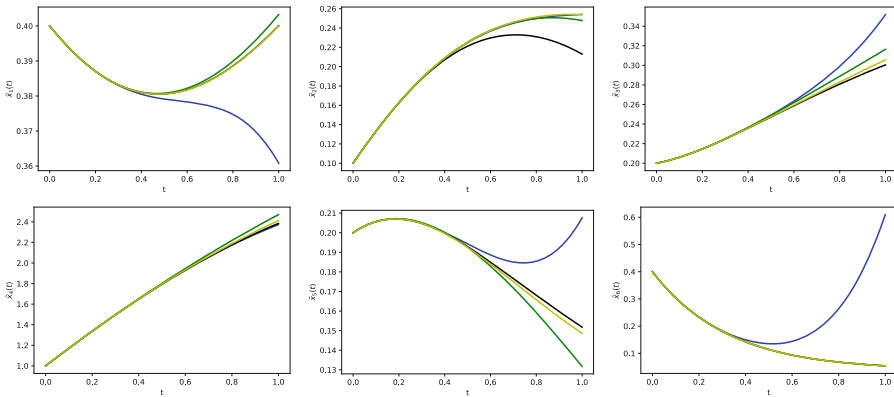 0.40
0.39
0.38
0.37
0.36
x̃₁(t)
0.0 0.2 0.4 0.6 0.8 1.0
t
0.26
0.24
0.22
0.20
0.18
0.16
0.14
0.12
0.10
x̃₂(t)
0.0 0.2 0.4 0.6 0.8 1.0
t
0.34
0.32
0.30
0.28
0.26
0.24
0.22
0.20
x̃₃(t)
0.0 0.2 0.4 0.6 0.8 1.0
t
2.4
2.2
2.0
1.8
1.6
1.4
1.2
1.0
x̃₄(t)
0.0 0.2 0.4 0.6 0.8 1.0
t
0.21
0.20
0.19
0.18
0.17
0.16
0.15
0.14
0.13
x̃₅(t)
0.0 0.2 0.4 0.6 0.8 1.0
t
0.6
0.5
0.4
0.3
0.2
0.1
x̃₆(t)
0.0 0.2 0.4 0.6 0.8 1.0
t